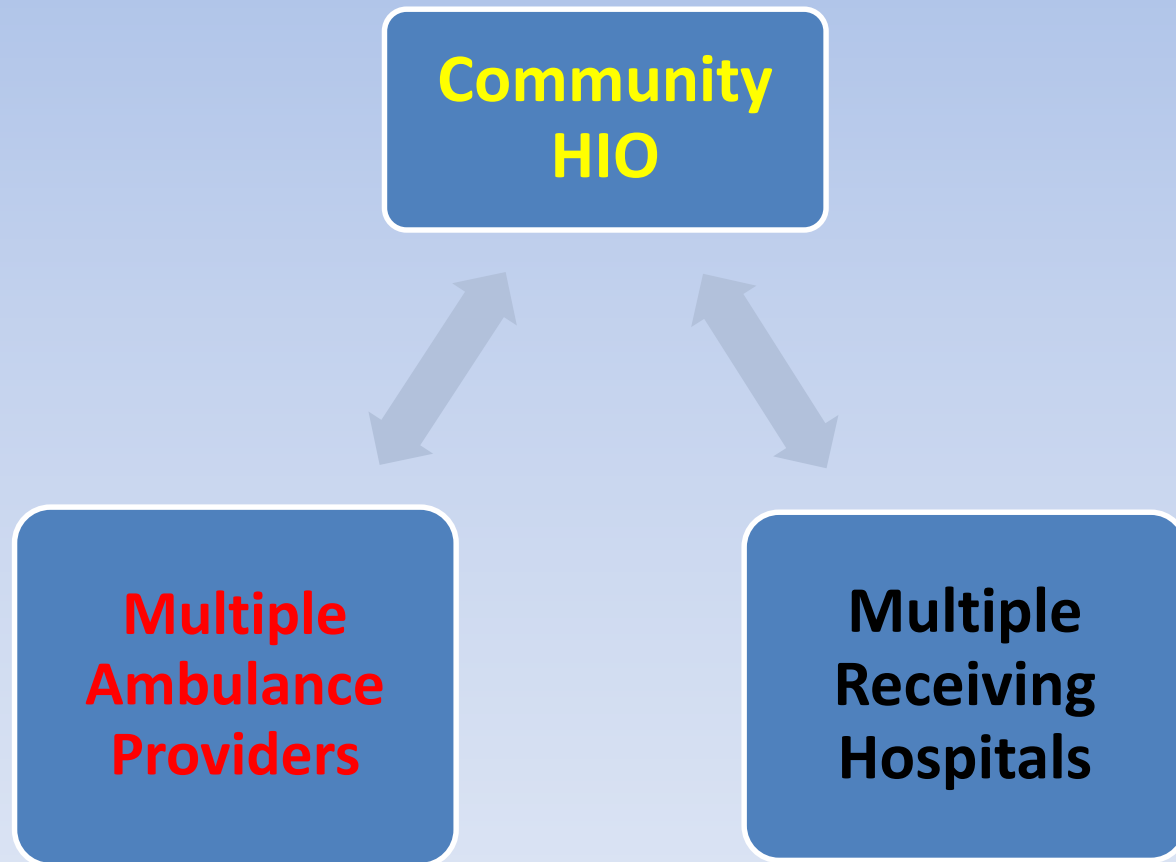 Community
HIO
Multiple
Ambulance
Providers
Multiple
Receiving
Hospitals